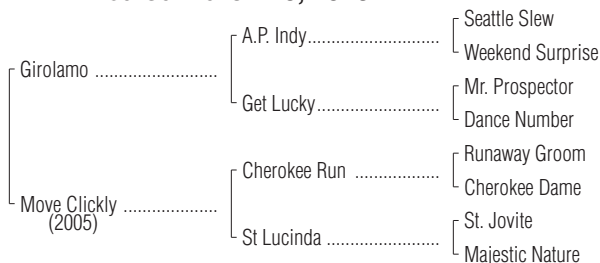 Seattle Slew
A.P. Indy
Weekend Surprise
Girolamo
Mr. Prospector
Get Lucky
Dance Number
Runaway Groom
Cherokee Run
Cherokee Dame
Move Clickly
(2005)
St. Jovite
St Lucinda
Majestic Nature